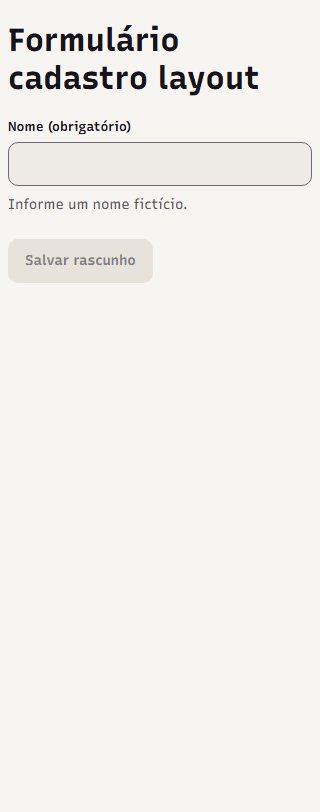 Formulário
cadastro layout
Nome (obrigatório)
Informe um nome fictício.
Salvar rascunho